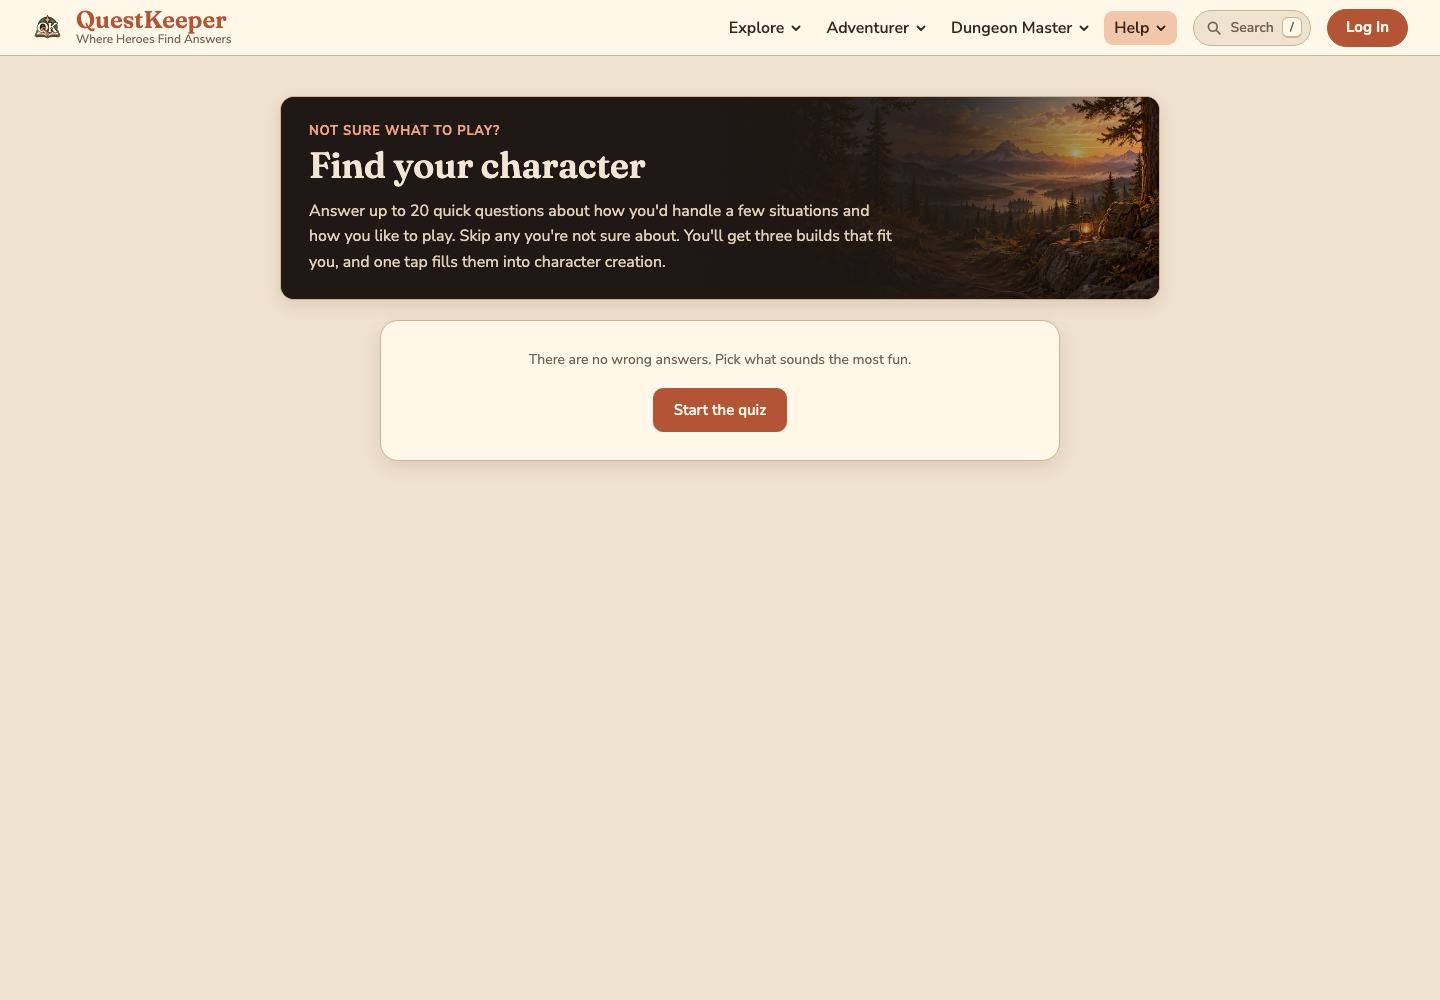 QK
QuestKeeper
Where Heroes Find Answers
Explore
Adventurer
Dungeon Master
Help
Search
/
Log In
NOT SURE WHAT TO PLAY?
Find your character
Answer up to 20 quick questions about how you'd handle a few situations and
how you like to play. Skip any you're not sure about. You'll get three builds that fit
you, and one tap fills them into character creation.
There are no wrong answers. Pick what sounds the most fun.
Start the quiz